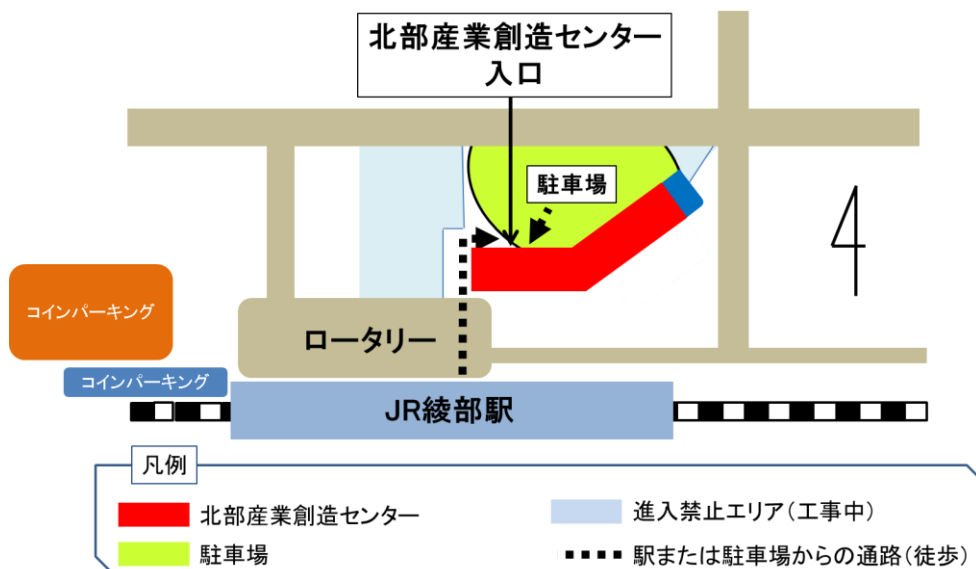 北部産業創造センター
入口
駐車場
コインパーキング
ロータリー
コインパーキング
JR綾部駅
凡例
北部産業創造センター
進入禁止エリア(工事中)
駐車場
駅または駐車場からの通路(徒歩)